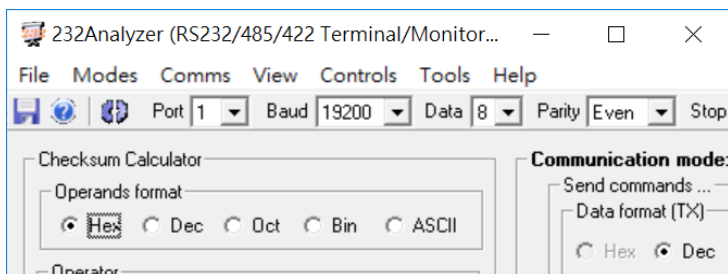 232Analyzer (RS232/485/422 Terminal/Monitor...
File Modes Comms View Controls Tools Help
Port 1 Baud 19200 Data 8 Parity Even Stop
Checksum Calculator
Communication mode:
Operands format
Send commands ...
Data format (TX)
Hex Dec Oct Bin ASCII
Hex Dec
Operator